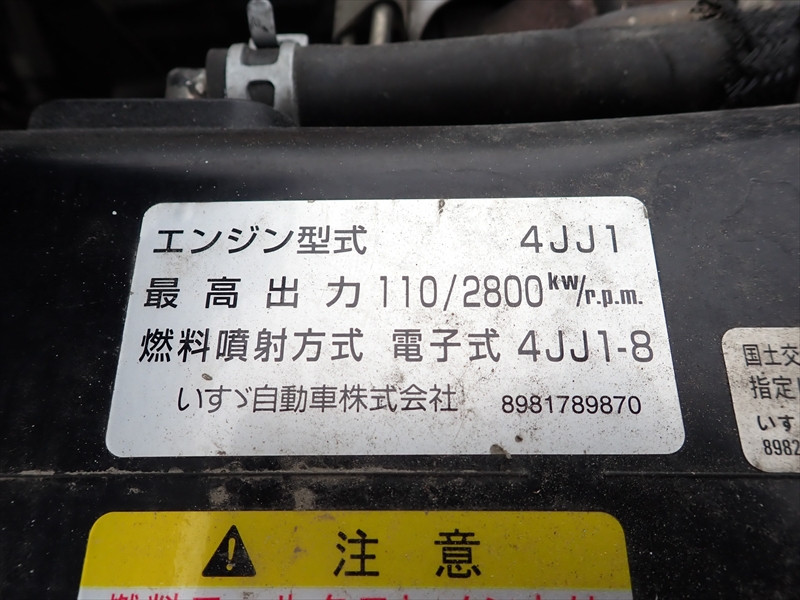 エンジン型式 4JJ1
最高出力 110/2800kw/r.p.m.
燃料噴射方式 電子式 4JJ1-8
いすゞ自動車株式会社 8981789870
国土交
指定
いす
8982
注意